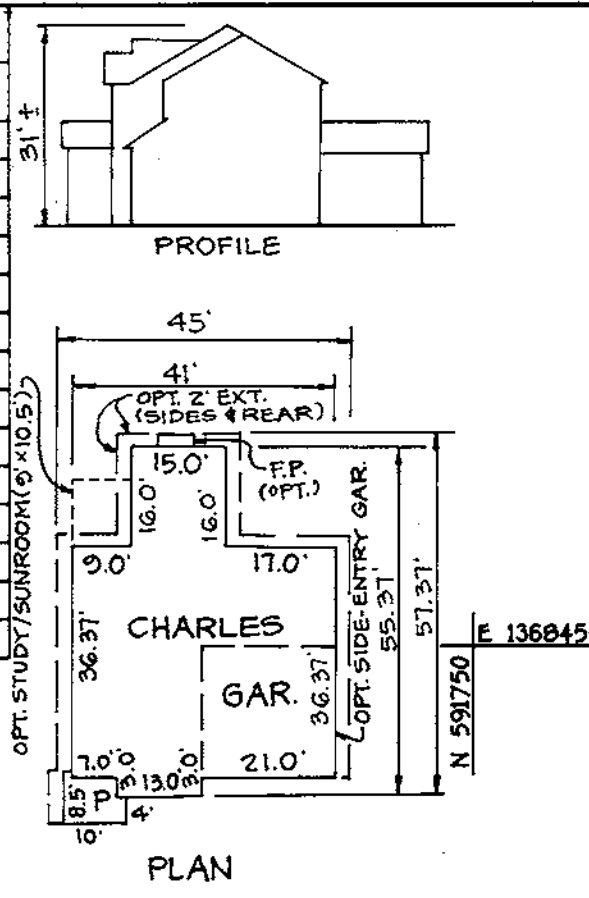 31' ±
PROFILE
45'
41'
OPT. 2' EXT.
(SIDES & REAR)
15.0'
F.P.
(OPT.)
16.0'
16.0'
OPT. STUDY/SUNROOM (9'×10.5')
9.0'
17.0'
OPT. SIDE-ENTRY GAR.
55.37'
57.37'
CHARLES
36.37'
GAR.
36.37'
E 136845
N 591750
7.0'
3.0'
13.0'
3.0'
21.0'
8.5'
P
4'
10'
PLAN